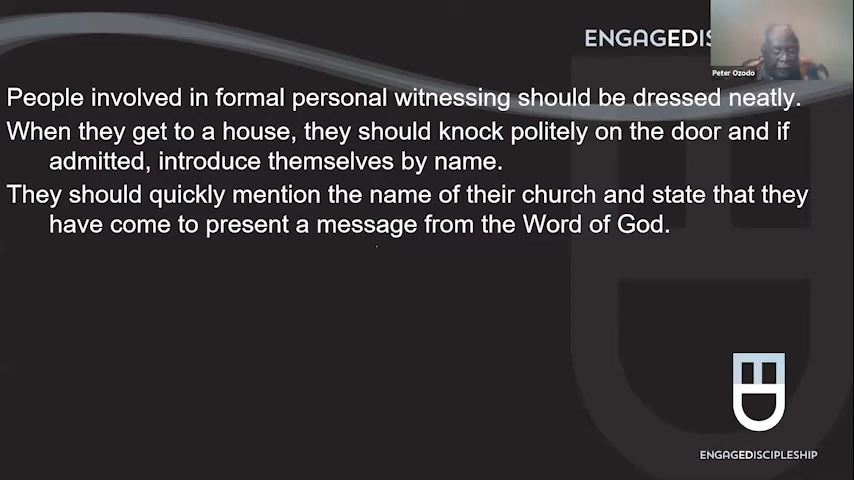 ENGAGEDIS
Peter Ozodo
People involved in formal personal witnessing should be dressed neatly.
When they get to a house, they should knock politely on the door and if
admitted, introduce themselves by name.
They should quickly mention the name of their church and state that they
have come to present a message from the Word of God.
ENGAGEDISCIPLESHIP